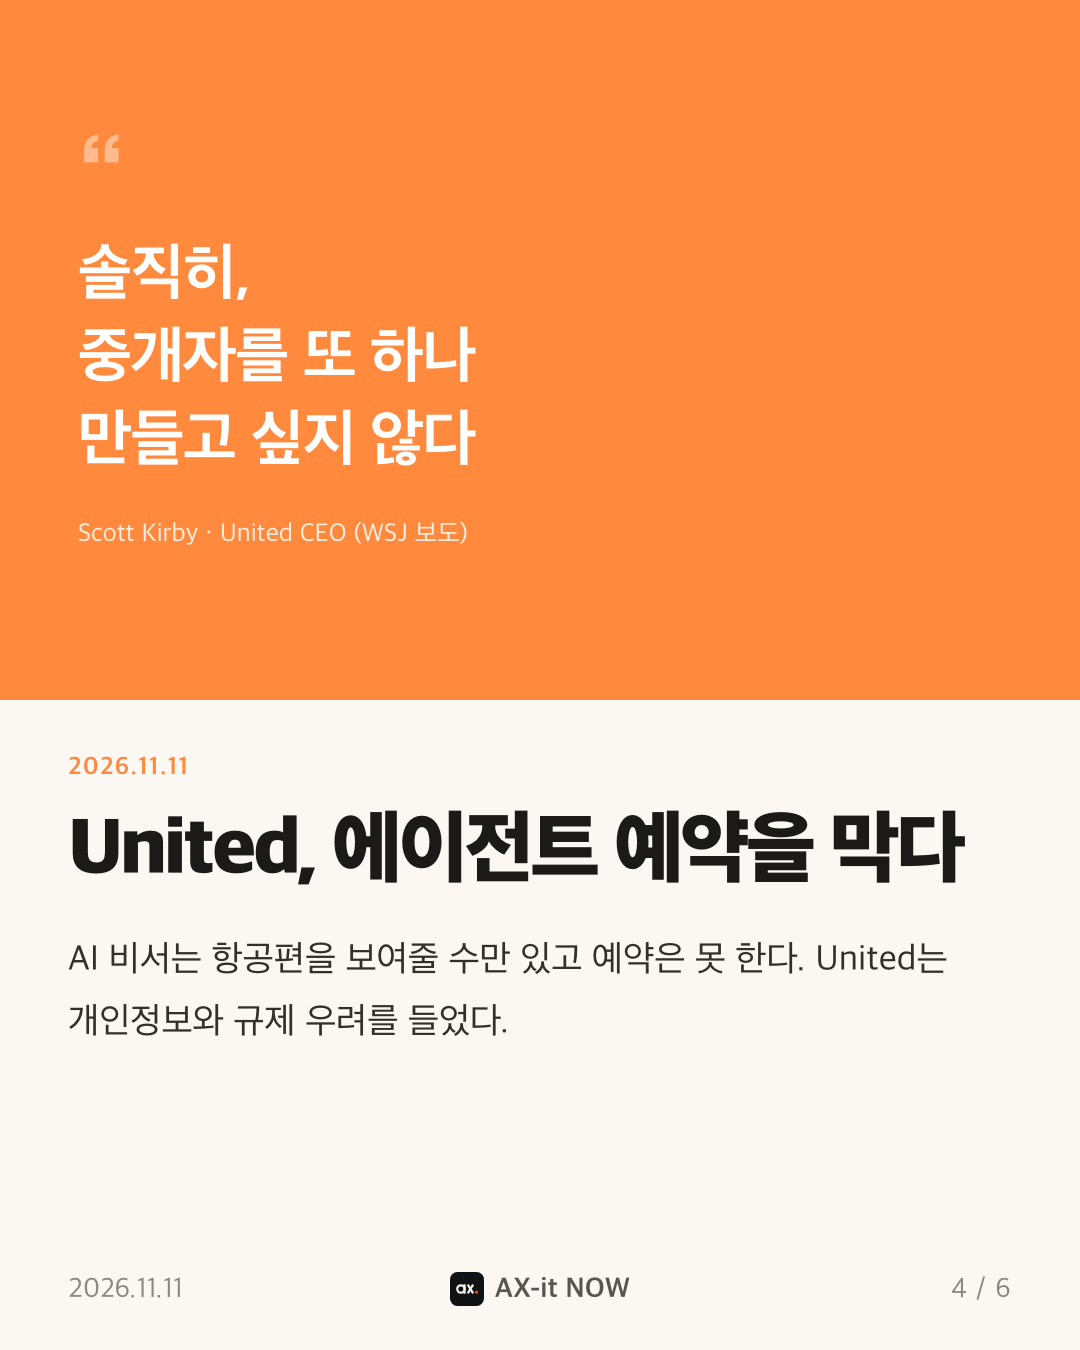 “
솔직히,
중개자를 또 하나
만들고 싶지 않다
Scott Kirby · United CEO (WSJ 보도)
2026.11.11
United, 에이전트 예약을 막다
AI 비서는 항공편을 보여줄 수만 있고 예약은 못 한다. United는
개인정보와 규제 우려를 들었다.
2026.11.11
ax. AX-it NOW
4 / 6